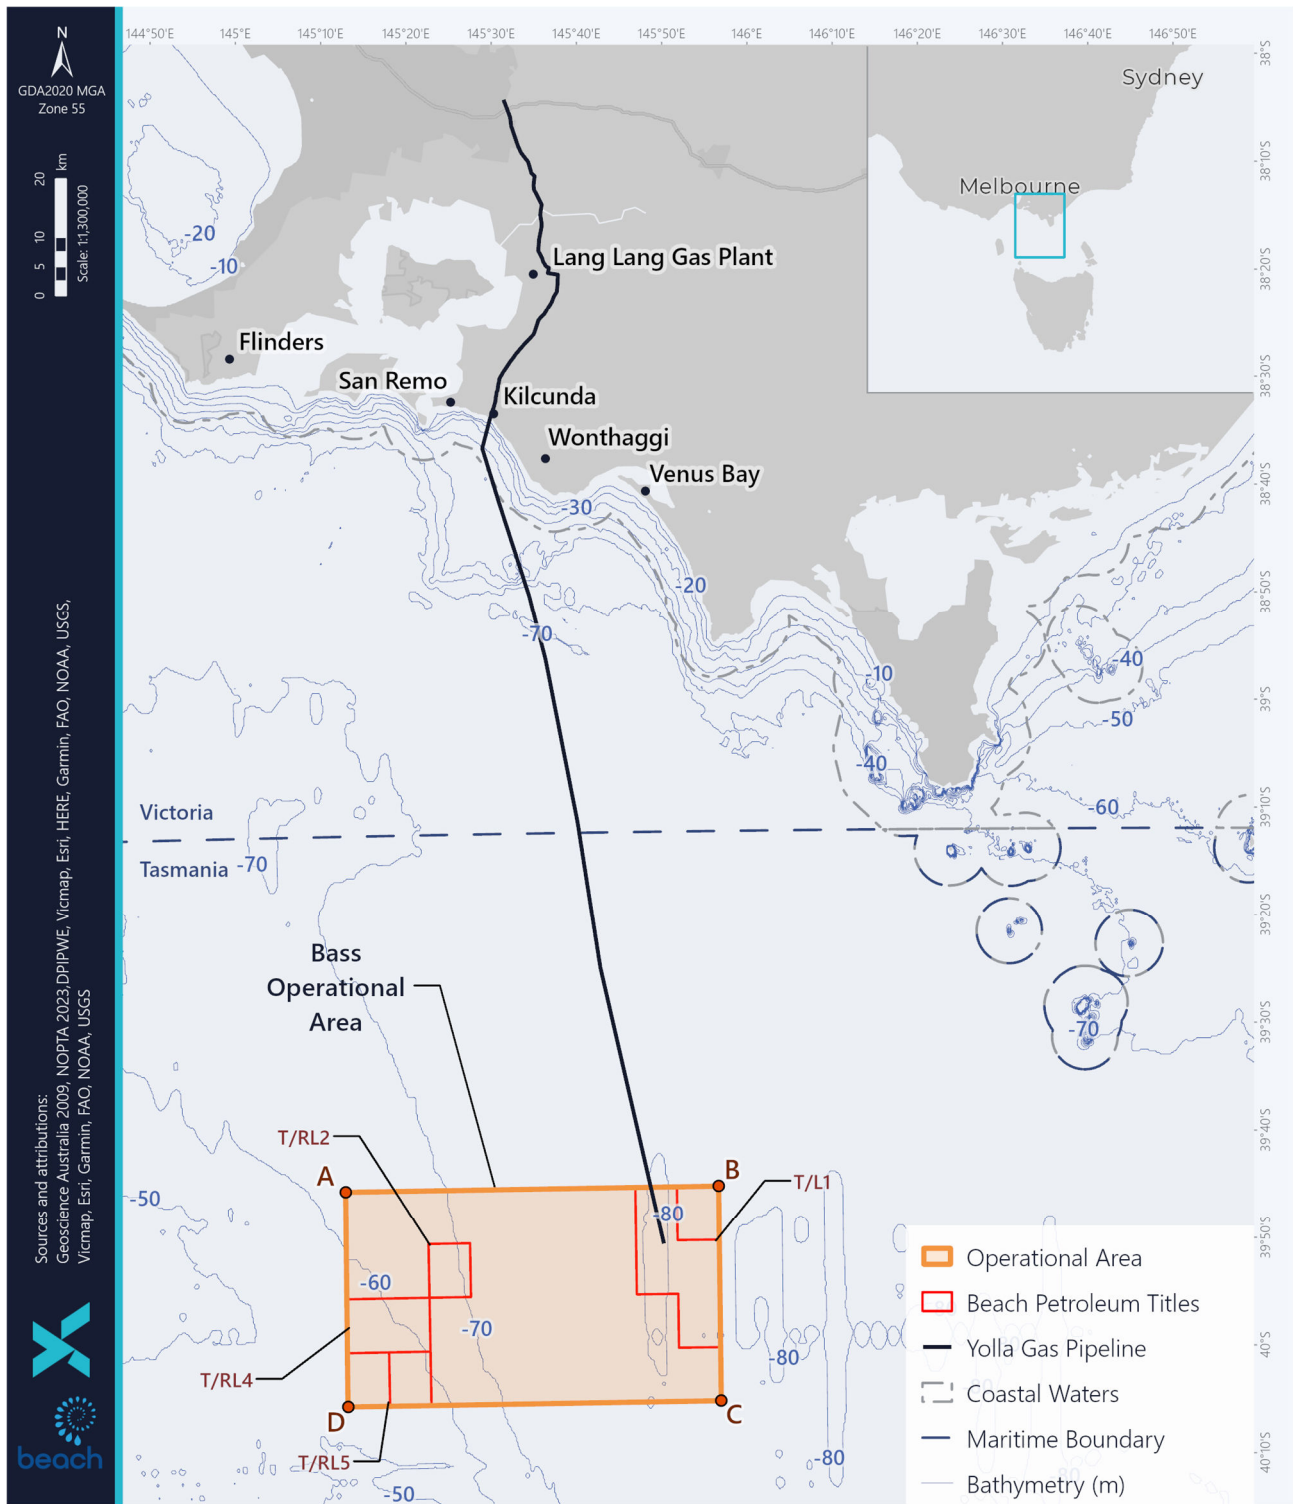 144°50'E 145°E 145°10'E 145°20'E 145°30'E 145°40'E 145°50'E 146°E 146°10'E 146°20'E 146°30'E 146°40'E 146°50'E
N
GDA2020 MGA
Zone 55
0 5 10 20 km
Scale: 1:1,300,000
Sources and attributions:
Geoscience Australia 2009, NOPTA 2023,DPIPWE, Vicmap, Esri, HERE, Garmin, FAO, NOAA, USGS,
Vicmap, Esri, Garmin, FAO, NOAA, USGS
beach
38°S
38°10'S
38°20'S
38°30'S
38°40'S
38°50'S
39°S
39°10'S
39°20'S
39°30'S
39°40'S
39°50'S
40°S
40°10'S
Sydney
Melbourne
-20
-10
Lang Lang Gas Plant
Flinders
San Remo
Kilcunda
Wonthaggi
Venus Bay
-30
-20
-70
-10
-40
-50
-40
-60
Victoria
Tasmania
-70
-70
Bass
Operational
Area
T/RL2
A
B
T/L1
-50
-80
-60
-70
T/RL4
-80
D
C
T/RL5
-80
-50
Operational Area
Beach Petroleum Titles
Yolla Gas Pipeline
Coastal Waters
Maritime Boundary
Bathymetry (m)
-80
-80
-80